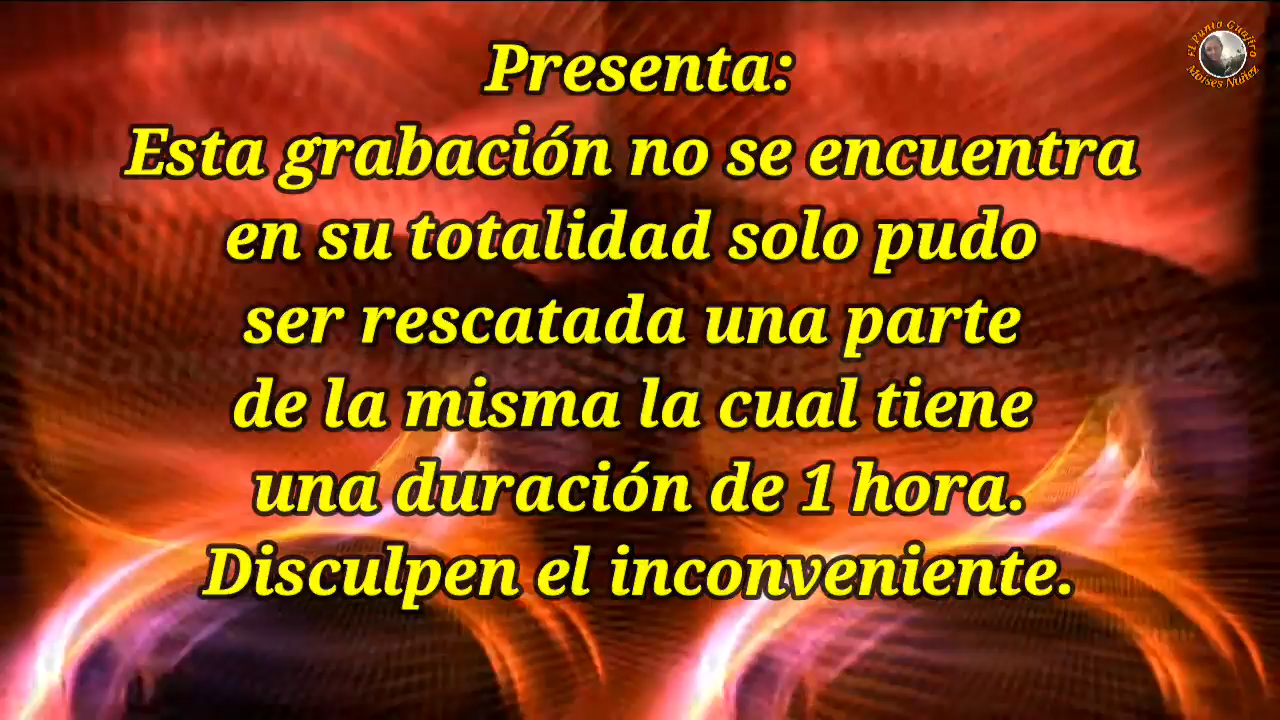 Presenta:
Esta grabación no se encuentra
en su totalidad solo pudo
ser rescatada una parte
de la misma la cual tiene
una duración de 1 hora.
Disculpen el inconveniente.
El Punto Guajiro
Moises Nuñez